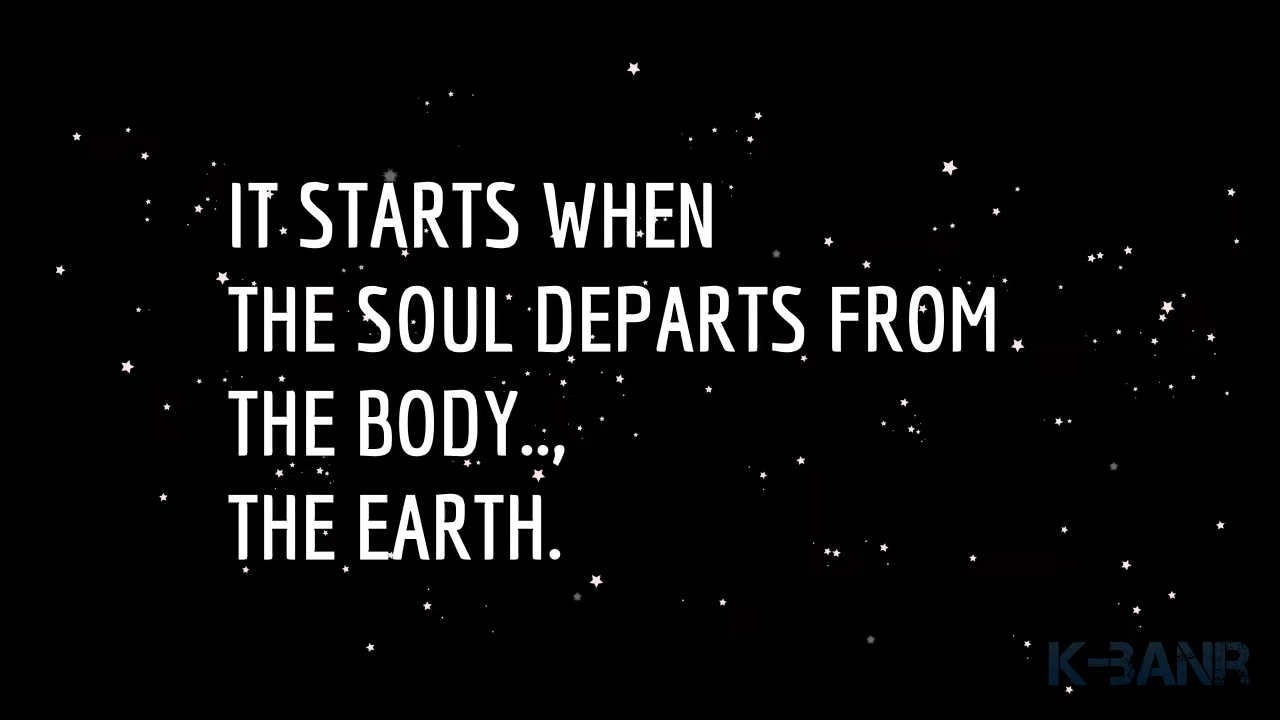 IT STARTS WHEN
THE SOUL DEPARTS FROM
THE BODY..,
THE EARTH.
K-BANR